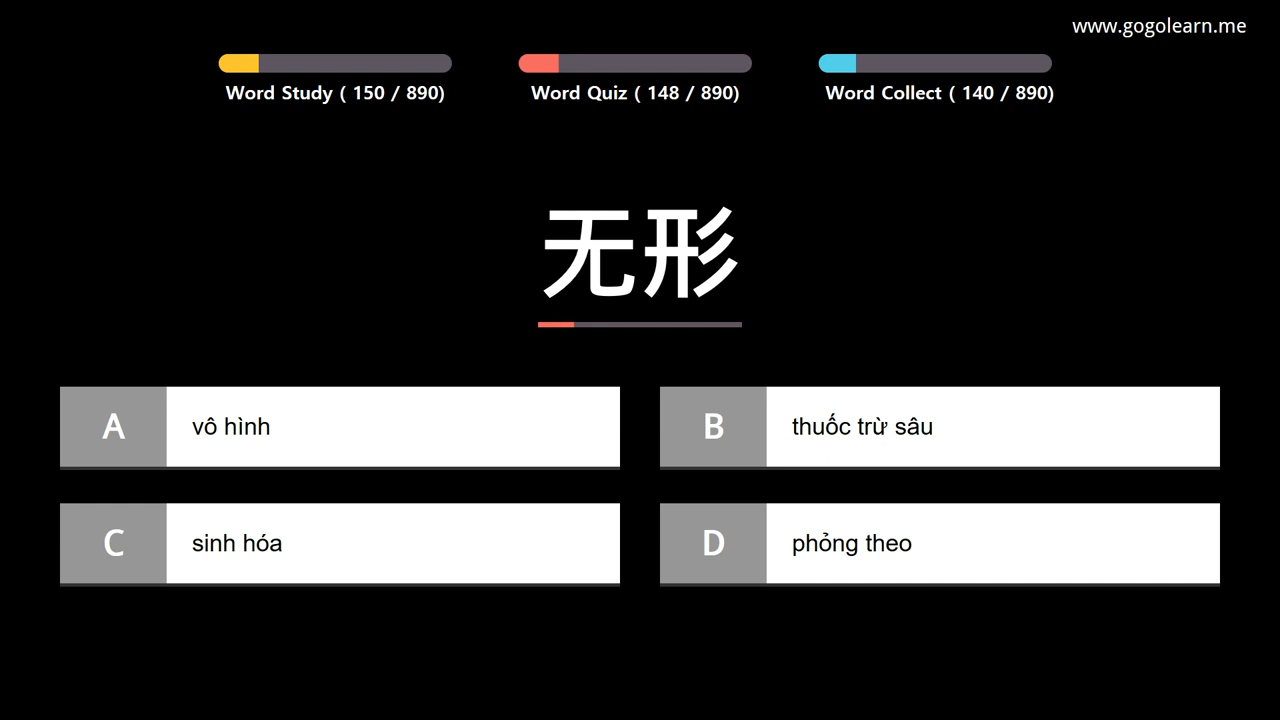 www.gogolearn.me
Word Study ( 150 / 890)
Word Quiz ( 148 / 890)
Word Collect ( 140 / 890)
无形
A vô hình
B thuốc trừ sâu
C sinh hóa
D phỏng theo